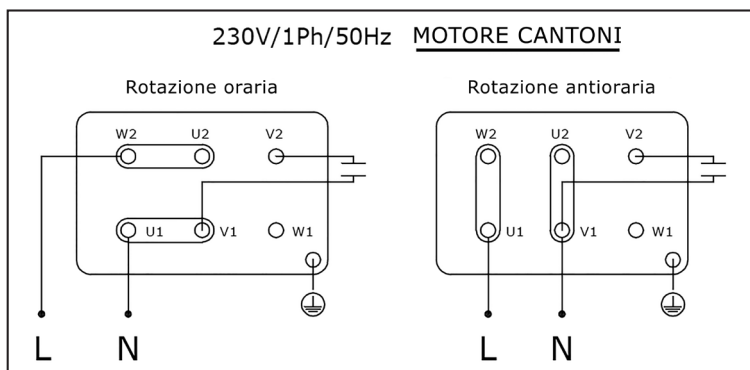 230V/1Ph/50Hz MOTORE CANTONI
Rotazione oraria
W2 U2 V2
U1 V1 W1
L N
Rotazione antioraria
W2 U2 V2
U1 V1 W1
L N